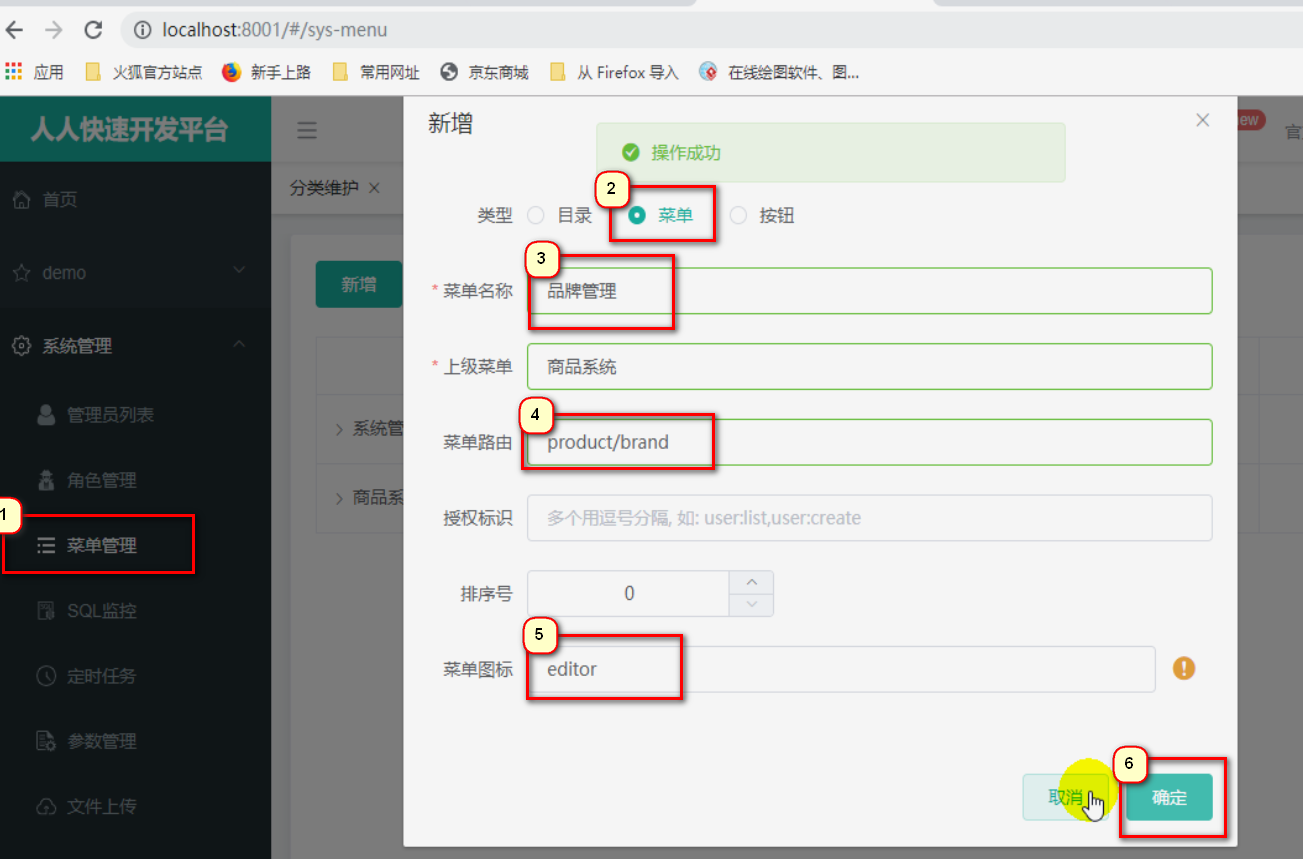 localhost:8001/#/sys-menu
应用 火狐官方站点 新手上路 常用网址 京东商城 从 Firefox 导入 在线绘图软件、图...
人人快速开发平台
首页
demo
系统管理
管理员列表
角色管理
1
菜单管理
SQL监控
定时任务
参数管理
文件上传
ew
官
分类维护
新增
系统管
商品系
新增
操作成功
2
类型 目录 菜单 按钮
3
* 菜单名称 品牌管理
* 上级菜单 商品系统
4
菜单路由 product/brand
授权标识 多个用逗号分隔, 如: user:list,user:create
排序号 0
5
菜单图标 editor
6
取消 确定